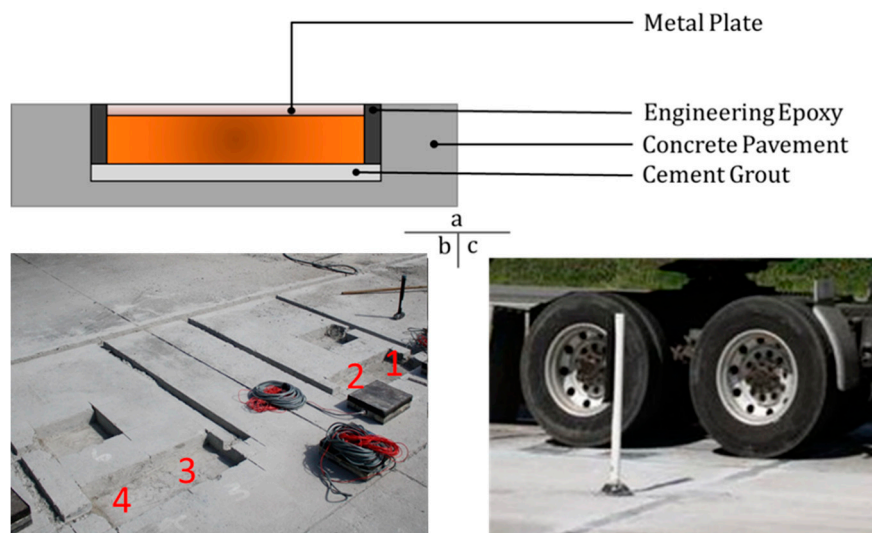 Metal Plate
Engineering Epoxy
Concrete Pavement
Cement Grout
a
b c
1
2
3
4